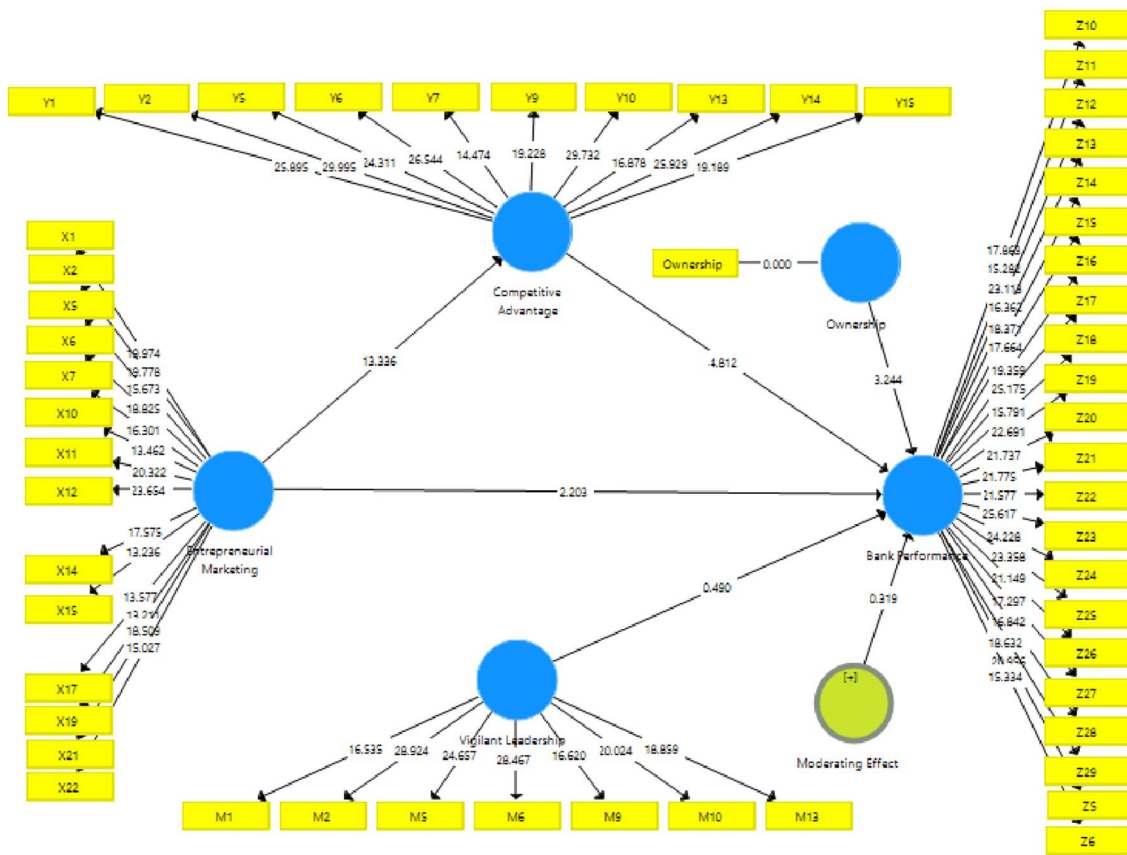 Z10
Z11
Y1 Y2 Y5 Y6 Y7 Y9 Y10 Y13 Y14 Y15
Z12
Z13
25.895 29.995 24.311 26.544 14.474 19.228 29.732 16.878 25.929 19.189
Z14
Z15
X1
X2
X5
X6
X7
X10
X11
X12
X14
X15
X17
X19
X21
X22
19.778
15.673
18.825
16.301
13.462
20.322
23.654
17.575
13.236
13.577
18.509
15.027
Entrepreneurial
Marketing
13.336
Competitive
Advantage
4.812
2.203
Ownership 0.000
Ownership
3.244
0.490
0.319
Bank Performance
[+]
Moderating Effect
Vigilant Leadership
16.535 28.924 24.657 28.467 16.620 20.024 18.859
M1 M2 M5 M6 M9 M10 M13
17.863
15.282
23.113
16.362
18.371
17.664
19.359
25.175
15.791
22.691
21.737
21.775
21.577
25.617
24.228
23.358
21.149
17.297
16.842
18.632
15.334
Z16
Z17
Z18
Z19
Z20
Z21
Z22
Z23
Z24
Z25
Z26
Z27
Z28
Z29
Z5
Z6